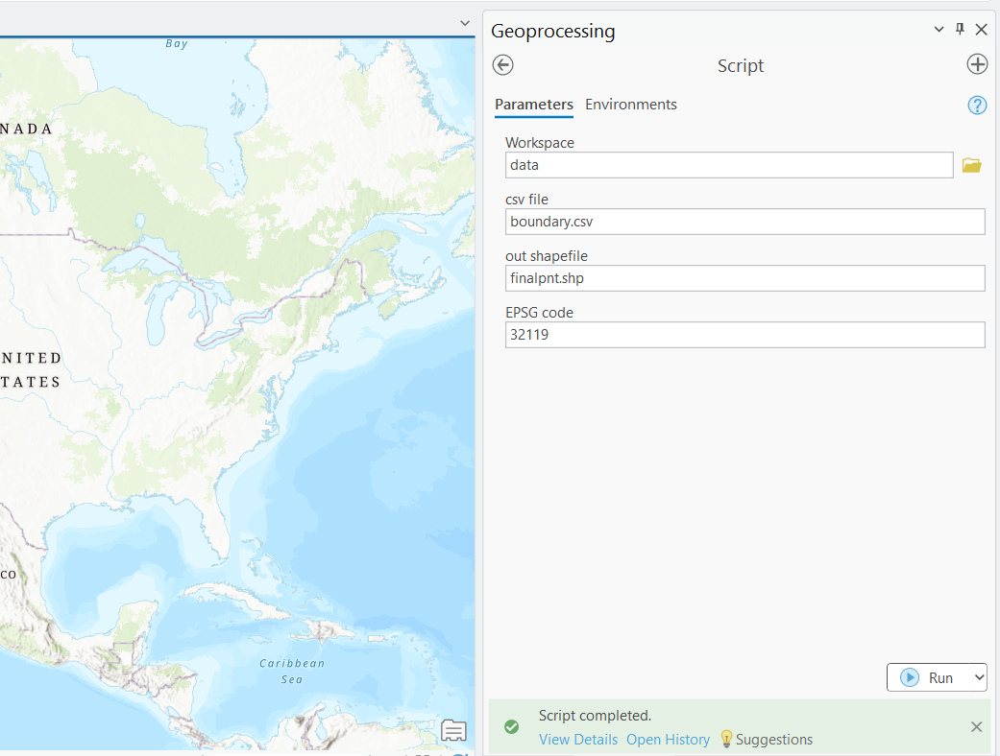 Geoprocessing
Script
Parameters Environments
?
Workspace
data
csv file
boundary.csv
out shapefile
finalpnt.shp
EPSG code
32119
Run
Script completed.
View Details Open History Suggestions
Bay
NADA
NITED
TATES
CO
Caribbean
Sea